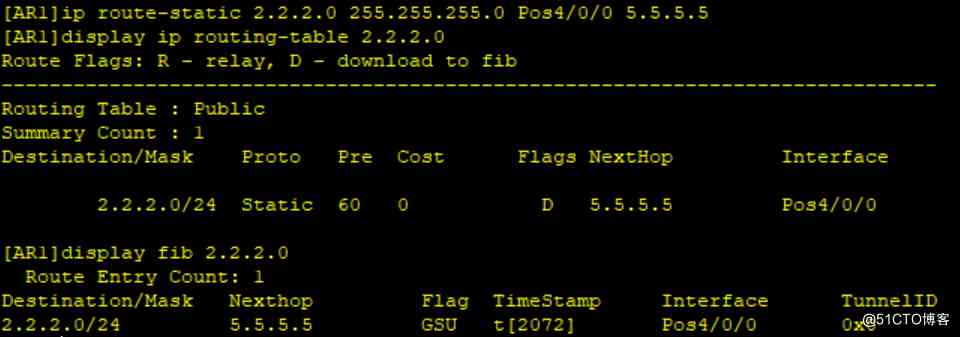 [AR1]ip route-static 2.2.2.0 255.255.255.0 Pos4/0/0 5.5.5.5
[AR1]display ip routing-table 2.2.2.0
Route Flags: R - relay, D - download to fib
------------------------------------------------------------------------------
Routing Table : Public
Summary Count : 1
Destination/Mask    Proto   Pre  Cost      Flags NextHop         Interface
2.2.2.0/24  Static  60   0           D   5.5.5.5         Pos4/0/0
[AR1]display fib 2.2.2.0
Route Entry Count: 1
Destination/Mask   Nexthop         Flag  TimeStamp     Interface      TunnelID
2.2.2.0/24         5.5.5.5         GSU   t[2072]       Pos4/0/0
@51CTO博客